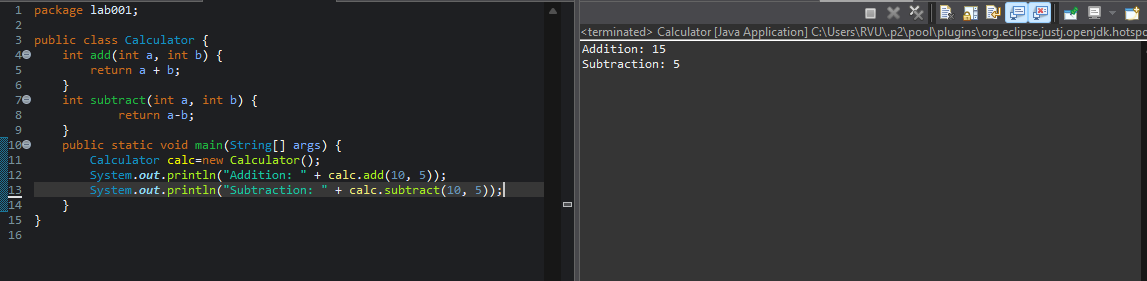 1 package lab001;
2
3 public class Calculator {
4     int add(int a, int b) {
5         return a + b;
6     }
7     int subtract(int a, int b) {
8             return a-b;
9     }
10     public static void main(String[] args) {
11         Calculator calc=new Calculator();
12         System.out.println("Addition: " + calc.add(10, 5));
13         System.out.println("Subtraction: " + calc.subtract(10, 5));
14     }
15 }
16
<terminated> Calculator [Java Application] C:\Users\RVU\.p2\pool\plugins\org.eclipse.justj.openjdk.hotspo
Addition: 15
Subtraction: 5